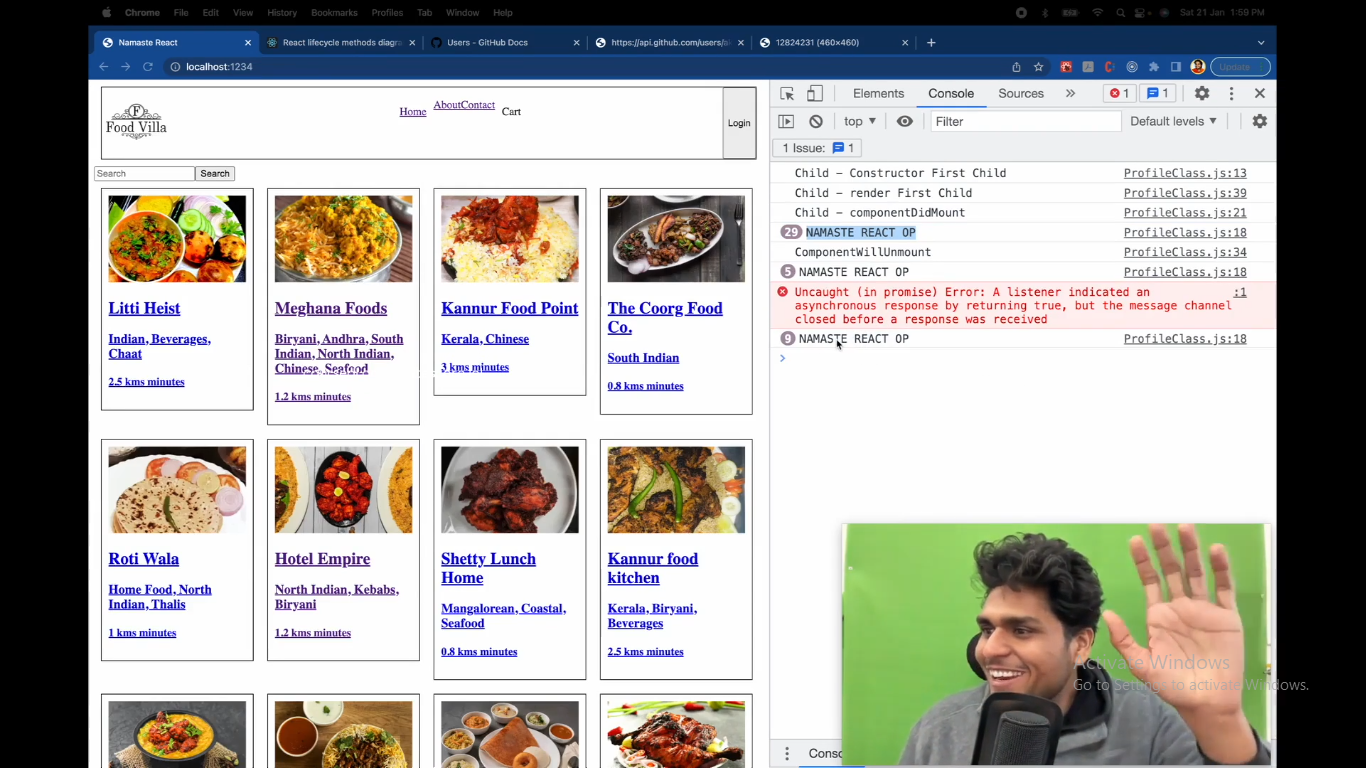 Chrome File Edit View History Bookmarks Profiles Tab Window Help
Sat 21 Jan 1:59 PM
Namaste React
React lifecycle methods diagra
Users - GitHub Docs
https://api.github.com/users/
12824231 (460×460)
localhost:1234
Update
F
Food Villa
Home
AboutContact
Cart
Login
Search
Search
Litti Heist
Indian, Beverages,
Chaat
2.5 kms minutes
Meghana Foods
Biryani, Andhra, South
Indian, North Indian,
Chinese, Seafood
1.2 kms minutes
Kannur Food Point
Kerala, Chinese
3 kms minutes
The Coorg Food
Co.
South Indian
0.8 kms minutes
Roti Wala
Home Food, North
Indian, Thalis
1 kms minutes
Hotel Empire
North Indian, Kebabs,
Biryani
1.2 kms minutes
Shetty Lunch
Home
Mangalorean, Coastal,
Seafood
0.8 kms minutes
Kannur food
kitchen
Kerala, Biryani,
Beverages
2.5 kms minutes
Elements Console Sources » 1 1
top Filter Default levels
1 Issue: 1
Child – Constructor First Child ProfileClass.js:13
Child – render First Child ProfileClass.js:39
Child – componentDidMount ProfileClass.js:21
29 NAMASTE REACT OP ProfileClass.js:18
ComponentWillUnmount ProfileClass.js:34
5 NAMASTE REACT OP ProfileClass.js:18
Uncaught (in promise) Error: A listener indicated an :1
asynchronous response by returning true, but the message channel
closed before a response was received
9 NAMASTE REACT OP ProfileClass.js:18
Activate Windows
Go to Settings to activate Windows.